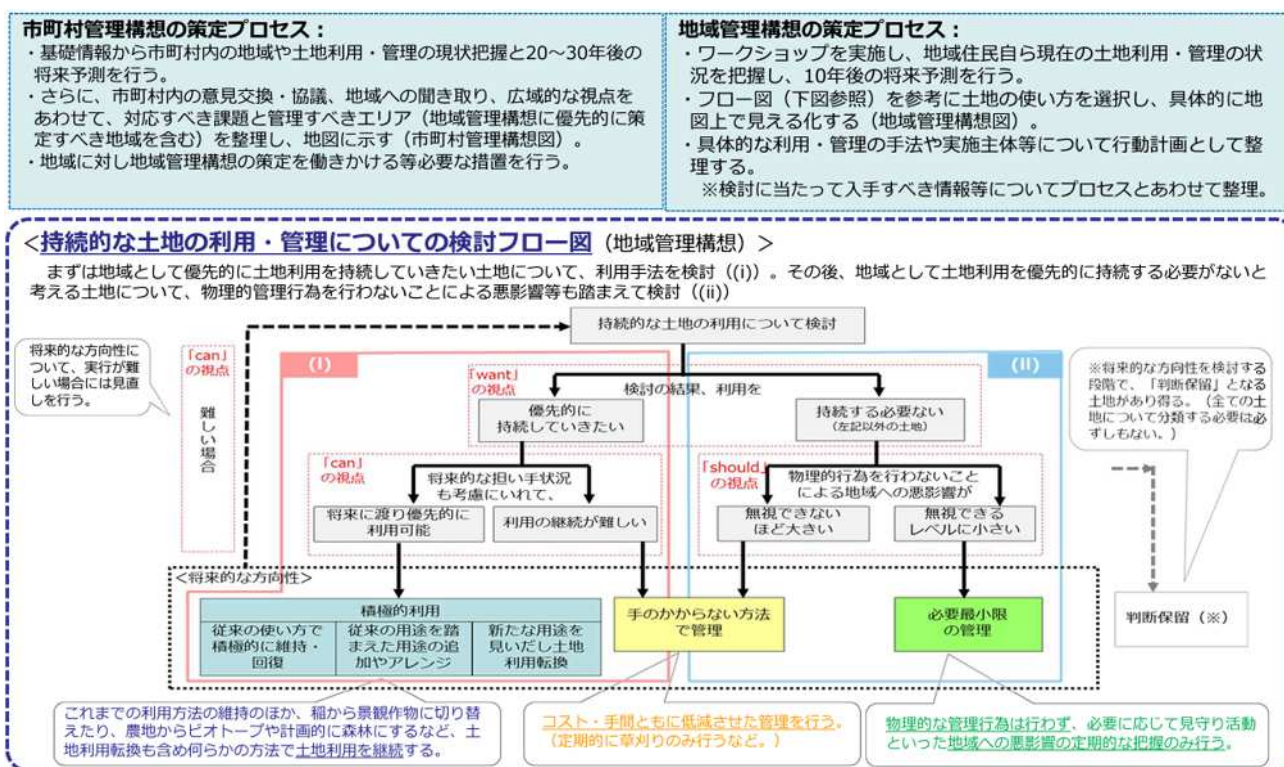 市町村管理構想の策定プロセス：
・基礎情報から市町村内の地域や土地利用・管理の現状把握と20～30年後の
将来予測を行う。
・さらに、市町村内の意見交換・協議、地域への聞き取り、広域的な視点を
あわせて、対応すべき課題と管理すべきエリア（地域管理構想に優先的に策
定すべき地域を含む）を整理し、地図に示す（市町村管理構想図）。
・地域に対し地域管理構想の策定を働きかける等必要な措置を行う。
地域管理構想の策定プロセス：
・ワークショップを実施し、地域住民自ら現在の土地利用・管理の状
況を把握し、10年後の将来予測を行う。
・フロー図（下図参照）を参考に土地の使い方を選択し、具体的に地
図上で見える化する（地域管理構想図）。
・具体的な利用・管理の手法や実施主体等について行動計画として整
理する。
※検討に当たって入手すべき情報等についてプロセスとあわせて整理。
＜持続的な土地の利用・管理についての検討フロー図（地域管理構想）＞
まずは地域として優先的に土地利用を持続していきたい土地について、利用手法を検討（(i)）。その後、地域として土地利用を優先的に持続する必要がないと
考える土地について、物理的管理行為を行わないことによる悪影響等も踏まえて検討（(ii)）
持続的な土地の利用について検討
将来的な方向性に
ついて、実行が難
しい場合には見直
しを行う。
「can」
の視点
難しい場合
(I)
(II)
「want」
の視点
検討の結果、利用を
優先的に
持続していきたい
持続する必要ない
（左記以外の土地）
※将来的な方向性を検討する
段階で、「判断保留」となる
土地があり得る。（全ての土
地について分類する必要は必
ずしもない。）
「can」
の視点
将来的な担い手状況
も考慮にいれて、
将来に渡り優先的に
利用可能
利用の継続が難しい
「should」
の視点
物理的行為を行わないこと
による地域への悪影響が
無視できない
ほど大きい
無視できる
レベルに小さい
＜将来的な方向性＞
積極的利用
従来の使い方で
積極的に維持・
回復
従来の用途を踏
まえた用途の追
加やアレンジ
新たな用途を
見いだし土地
利用転換
手のかからない方法
で管理
必要最小限
の管理
判断保留（※）
これまでの利用方法の維持のほか、稲から景観作物に切り替
えたり、農地からビオトープや計画的に森林にするなど、土
地利用転換も含め何らかの方法で土地利用を継続する。
コスト・手間ともに低減させた管理を行う。
（定期的に草刈りのみ行うなど。）
物理的な管理行為は行わず、必要に応じて見守り活動
といった地域への悪影響の定期的な把握のみ行う。